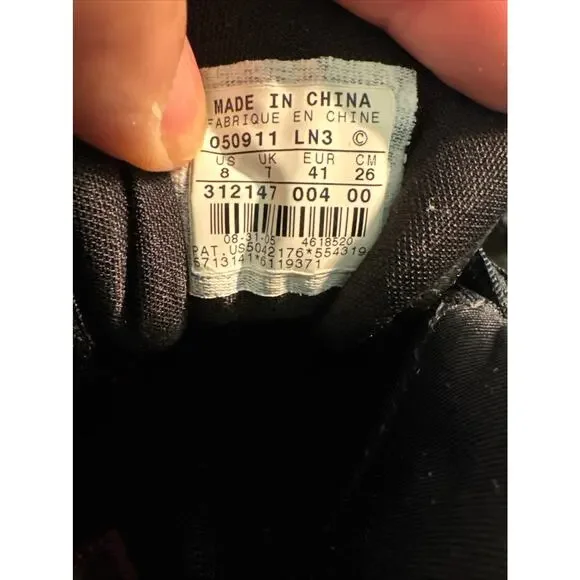 MADE IN CHINA
FABRIQUE EN CHINE
050911 LN3 ©
US UK EUR CM
8 7 41 26
312147 004 00
08-31-05 4618520
PAT. US5042176*554319
5713141*6119371